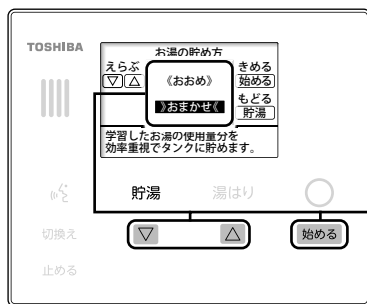 TOSHIBA
お湯の貯め方
えらぶ
▽△
《おおめ》
》おまかせ《
きめる
始める
もどる
貯湯
学習したお湯の使用量分を
効率重視でタンクに貯めます。
貯湯
湯はり
切換え
▽
△
始める
止める